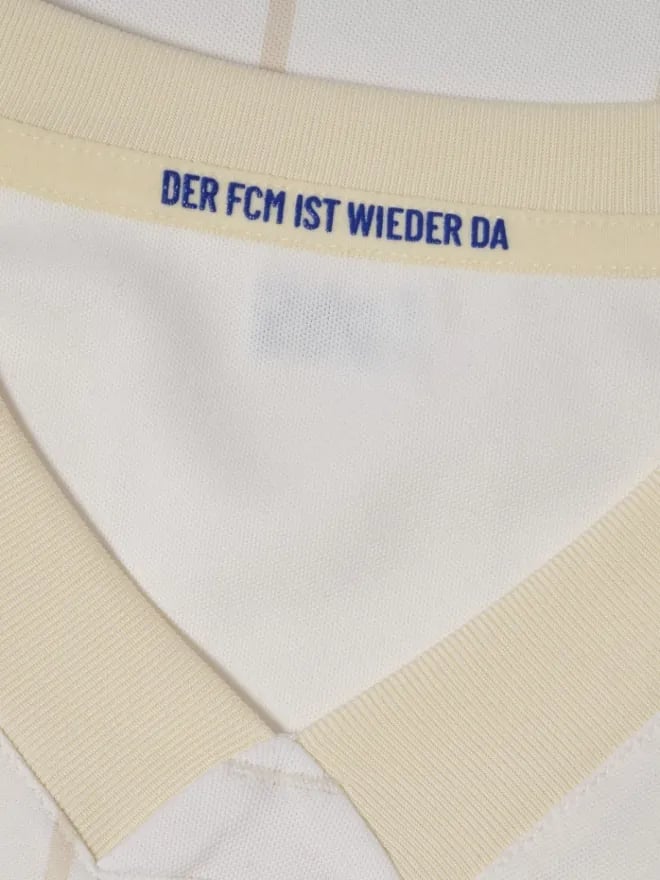 DER FCM IST WIEDER DA